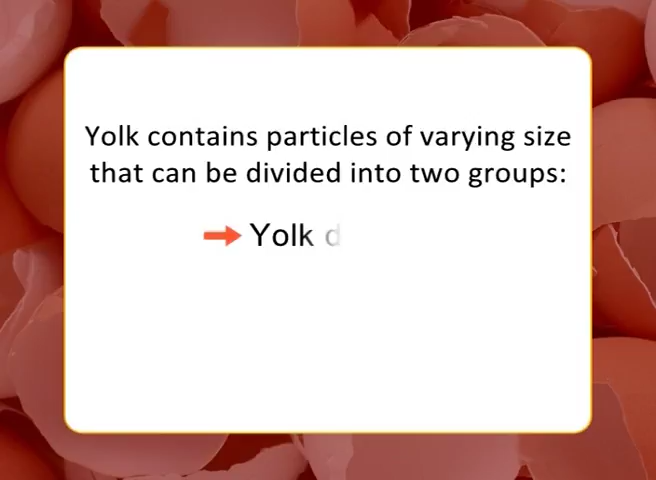 Yolk contains particles of varying size
that can be divided into two groups:
Yolk d